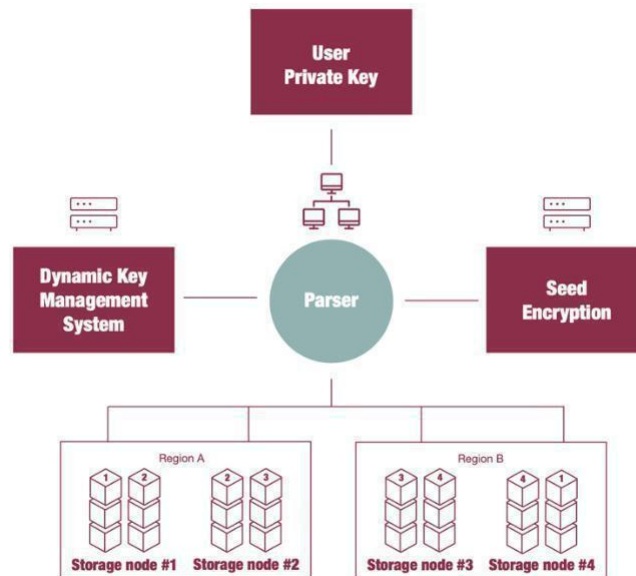 User
Private Key
Dynamic Key
Management
System
Parser
Seed
Encryption
Region A
Region B
1 2 2 3 3 4 4 1
Storage node #1 Storage node #2 Storage node #3 Storage node #4